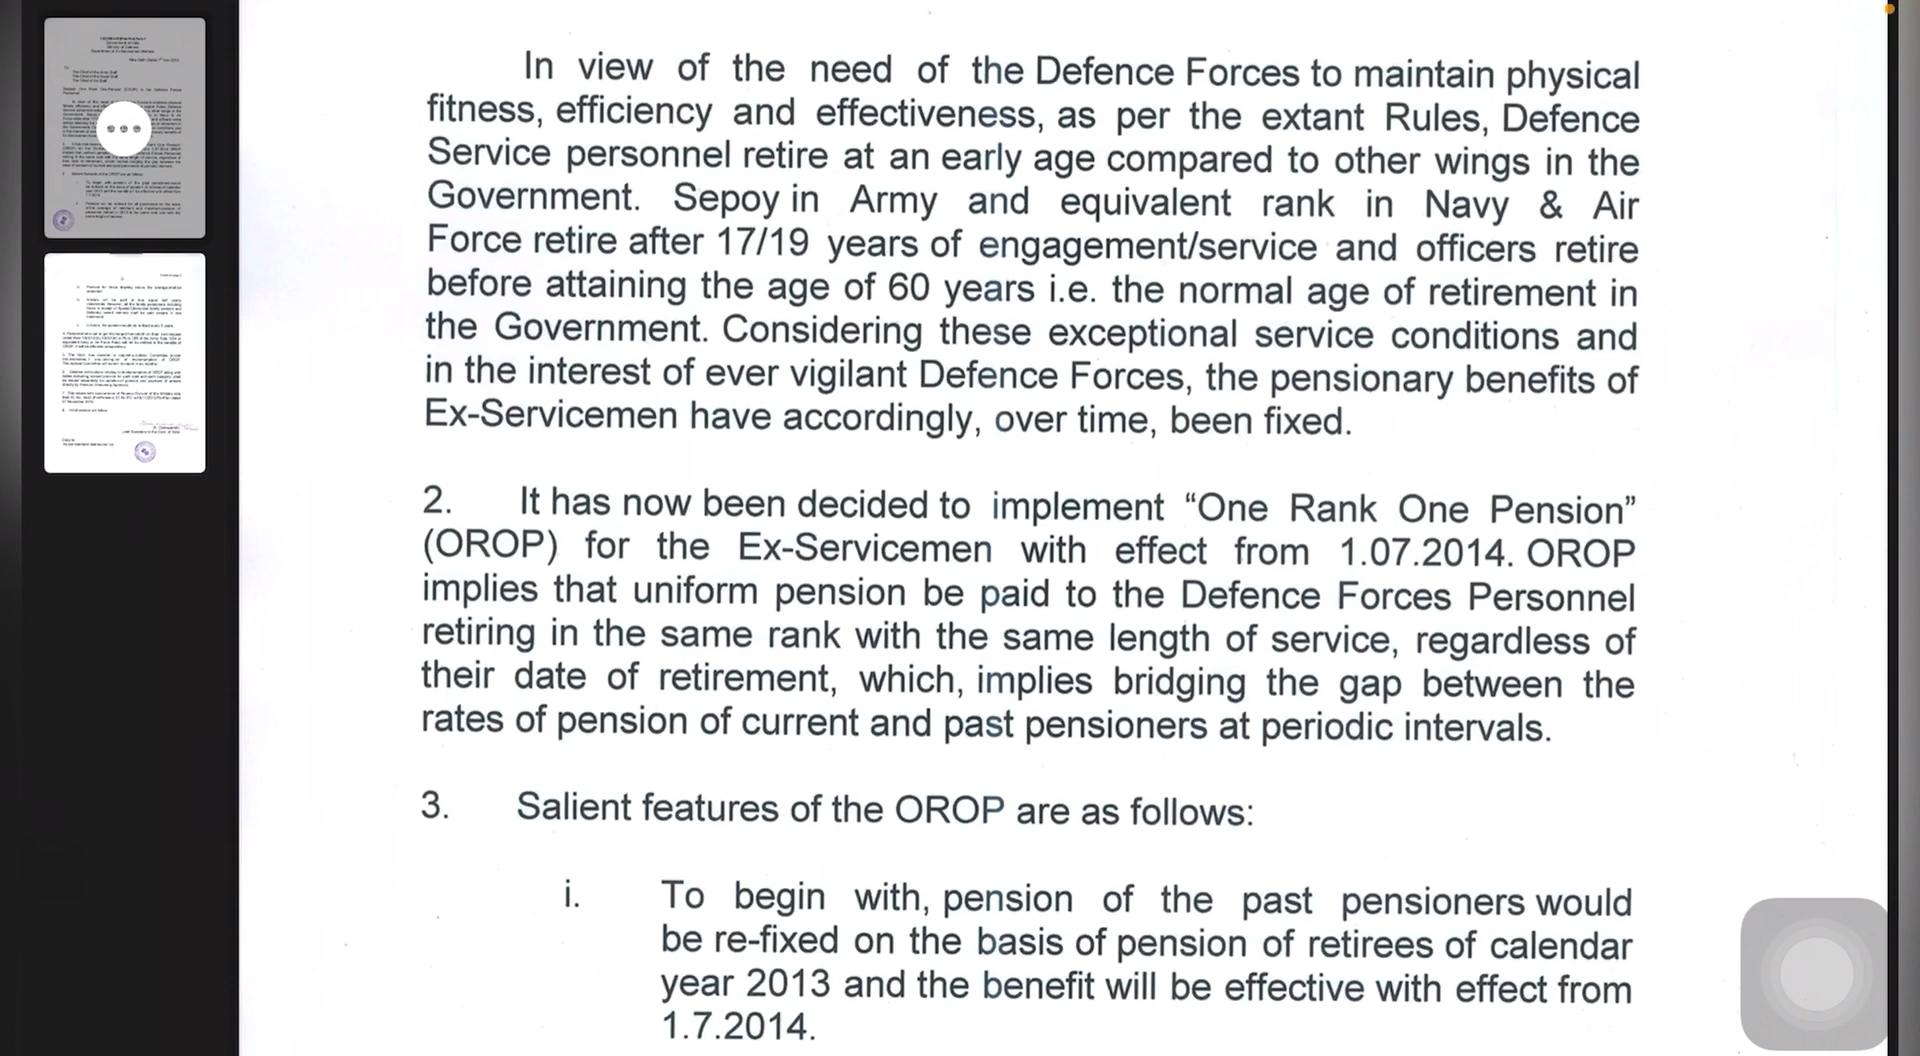 In view of the need of the Defence Forces to maintain physical
fitness, efficiency and effectiveness, as per the extant Rules, Defence
Service personnel retire at an early age compared to other wings in the
Government. Sepoy in Army and equivalent rank in Navy & Air
Force retire after 17/19 years of engagement/service and officers retire
before attaining the age of 60 years i.e. the normal age of retirement in
the Government. Considering these exceptional service conditions and
in the interest of ever vigilant Defence Forces, the pensionary benefits of
Ex-Servicemen have accordingly, over time, been fixed.
2. It has now been decided to implement “One Rank One Pension”
(OROP) for the Ex-Servicemen with effect from 1.07.2014. OROP
implies that uniform pension be paid to the Defence Forces Personnel
retiring in the same rank with the same length of service, regardless of
their date of retirement, which, implies bridging the gap between the
rates of pension of current and past pensioners at periodic intervals.
3. Salient features of the OROP are as follows:
i. To begin with, pension of the past pensioners would
be re-fixed on the basis of pension of retirees of calendar
year 2013 and the benefit will be effective with effect from
1.7.2014.